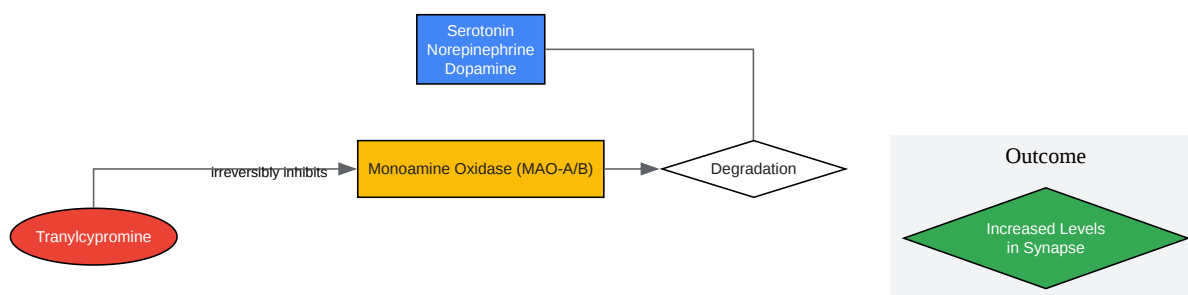 Serotonin
Norepinephrine
Dopamine
irreversibly inhibits
Monoamine Oxidase (MAO-A/B)
Degradation
Tranylcypromine
Outcome
Increased Levels
in Synapse